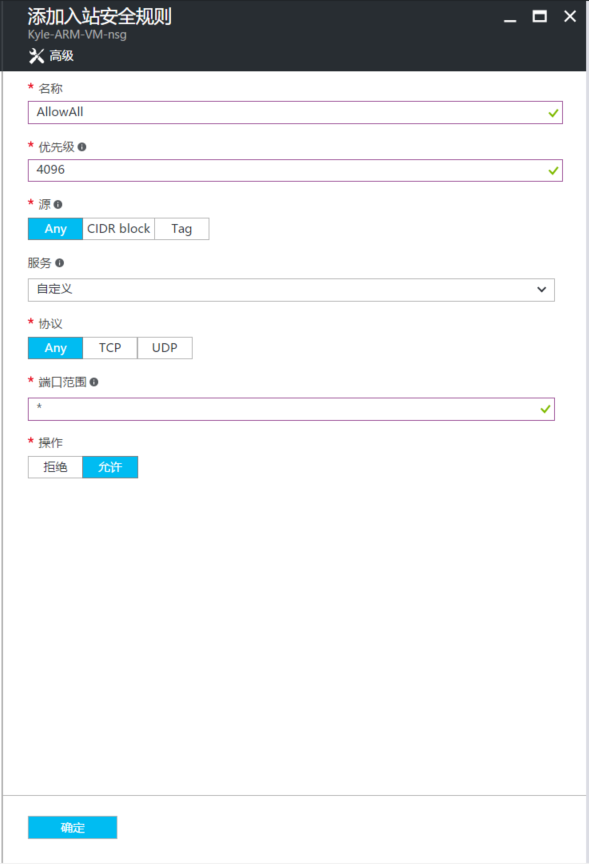 添加入站安全规则
Kyle-ARM-VM-nsg
高级
* 名称
AllowAll
* 优先级
4096
* 源
Any CIDR block Tag
服务
自定义
* 协议
Any TCP UDP
* 端口范围
*
* 操作
拒绝 允许
确定